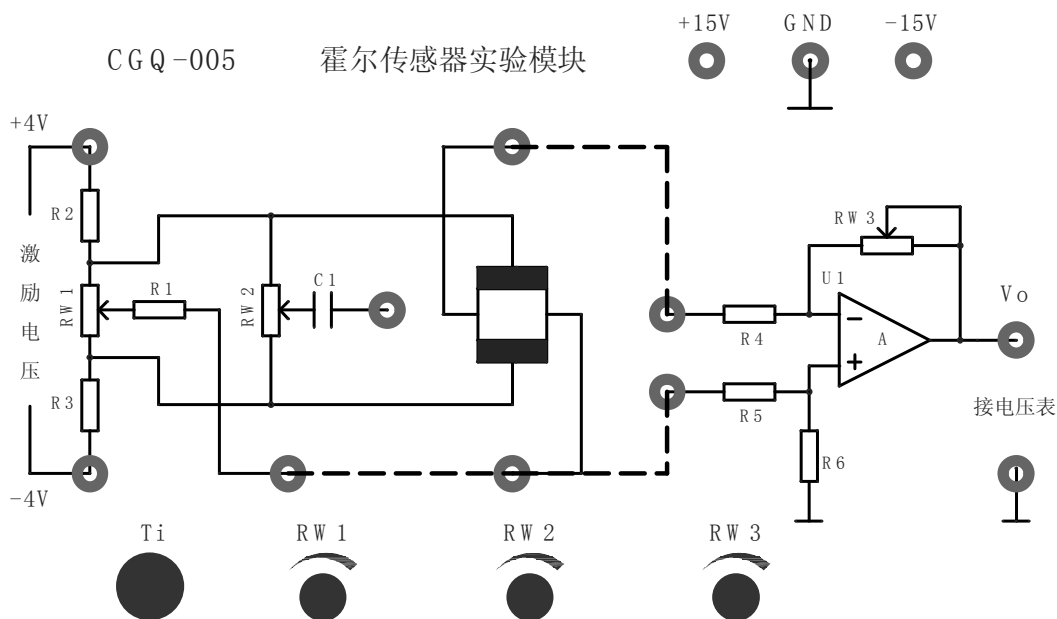 +15V GND -15V
CGQ-005 霍尔传感器实验模块
+4V
R2
激励电压
RW1
R1
RW2
C1
R3
-4V
RW3
U1
R4
A
Vo
R5
接电压表
R6
Ti RW1 RW2 RW3